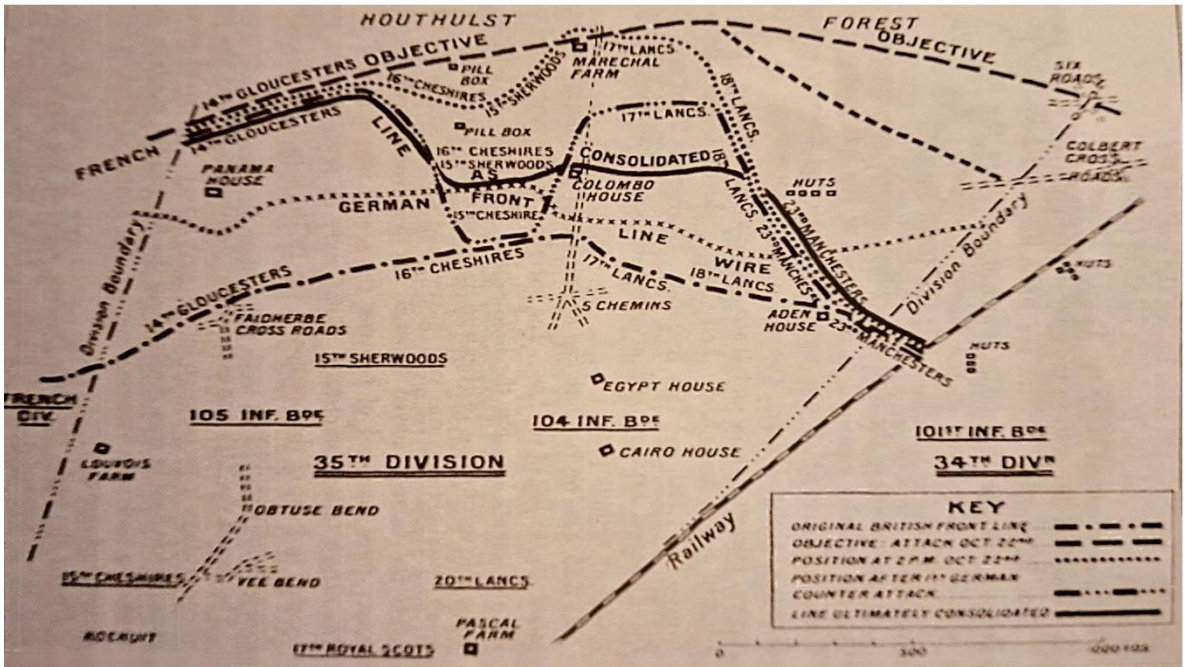 HOUTHULST
FOREST
OBJECTIVE
14TH GLOUCESTERS OBJECTIVE
PILL
BOX
16TH CHESHIRES
15TH SHERWOODS
17TH LANCS
MARECHAL
FARM
18TH LANCS.
SIX
ROADS
FRENCH
14TH GLOUCESTERS
LINE
PILL BOX
17TH LANCS.
16TH CHESHIRES
15TH SHERWOODS
AS
CONSOLIDATED
COLOMBO
HOUSE
18TH LANCS.
COLBERT
CROSS
ROADS
PANAMA
HOUSE
HUTS
GERMAN
FRONT
15TH CHESHIRE
LINE
WIRE
23RD MANCHESTERS
23RD MANCHES
Division Boundary
Division Boundary
HUTS
14TH GLOUCESTERS
16TH CHESHIRES
17TH LANCS.
18TH LANCS
5 CHEMINS
ADEN
HOUSE
23RD MANCHESTERS
FAIDHERBE
CROSS ROADS
HUTS
15TH SHERWOODS
EGYPT HOUSE
FRENCH
DIV.
105 INF. BDE
104 INF. BDE
101ST INF. BDE
LOUVOIS
FARM
35TH DIVISION
CAIRO HOUSE
34TH DIVN
OBTUSE BEND
Railway
KEY
ORIGINAL BRITISH FRONT LINE
OBJECTIVE: ATTACK OCT 22ND
POSITION AT 2 P.M. OCT 22ND
POSITION AFTER 1ST GERMAN
COUNTER ATTACK
LINE ULTIMATELY CONSOLIDATED
15TH CHESHIRES
VEE BEND
20TH LANCS.
PASCAL
FARM
17TH ROYAL SCOTS
0 500 1000 YDS